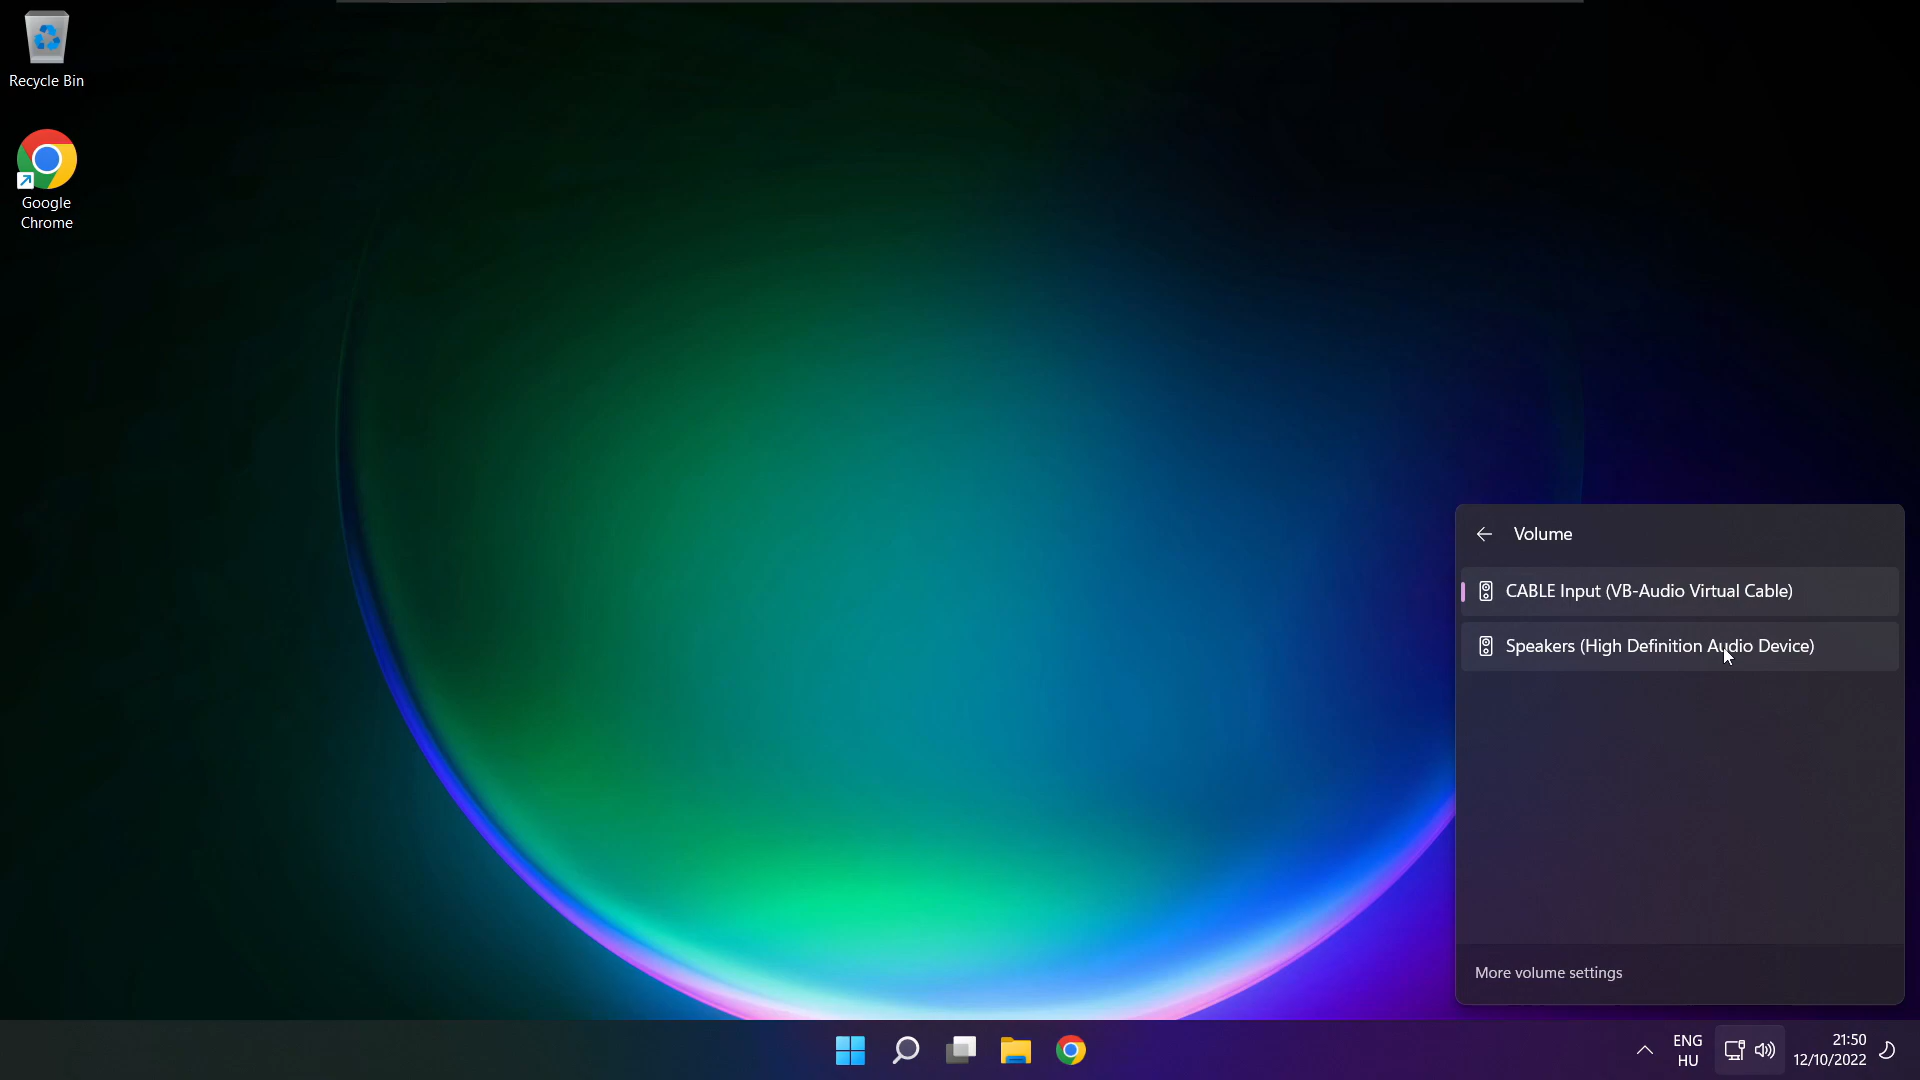 Recycle Bin
Google
Chrome
Volume
CABLE Input (VB-Audio Virtual Cable)
Speakers (High Definition Audio Device)
More volume settings
ENG
HU
21:50
12/10/2022